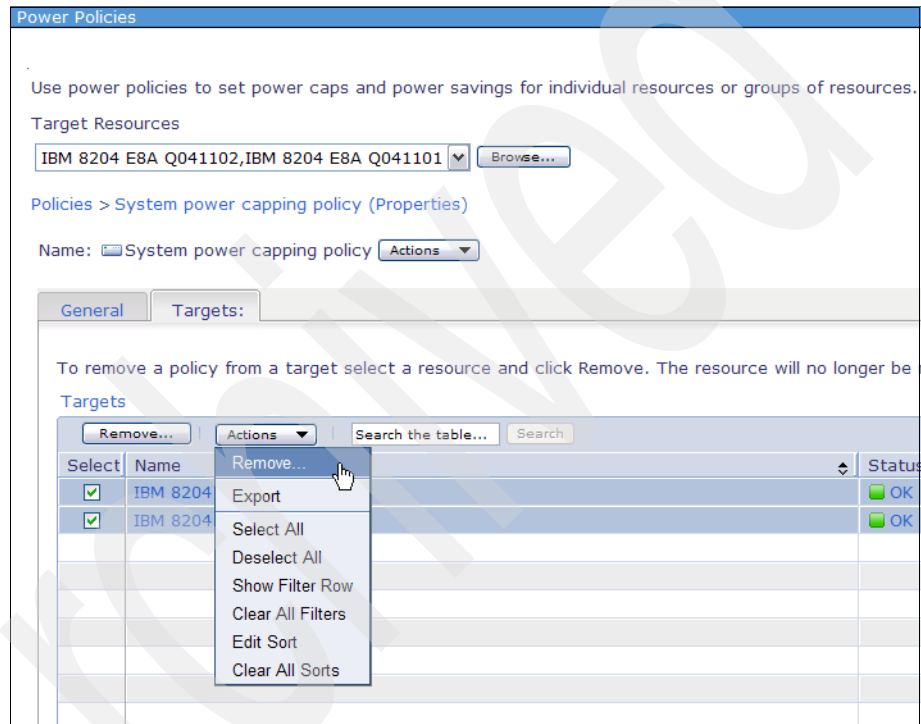 Power Policies
.
Use power policies to set power caps and power savings for individual resources or groups of resources.
Target Resources
IBM 8204 E8A Q041102,IBM 8204 E8A Q041101 Browse...
Policies > System power capping policy (Properties)
Name: System power capping policy Actions
General Targets:
To remove a policy from a target select a resource and click Remove. The resource will no longer be
Targets
Remove... Actions Search the table... Search
Select Name Status
IBM 8204 OK
IBM 8204 OK
Remove...
Export
Select All
Deselect All
Show Filter Row
Clear All Filters
Edit Sort
Clear All Sorts